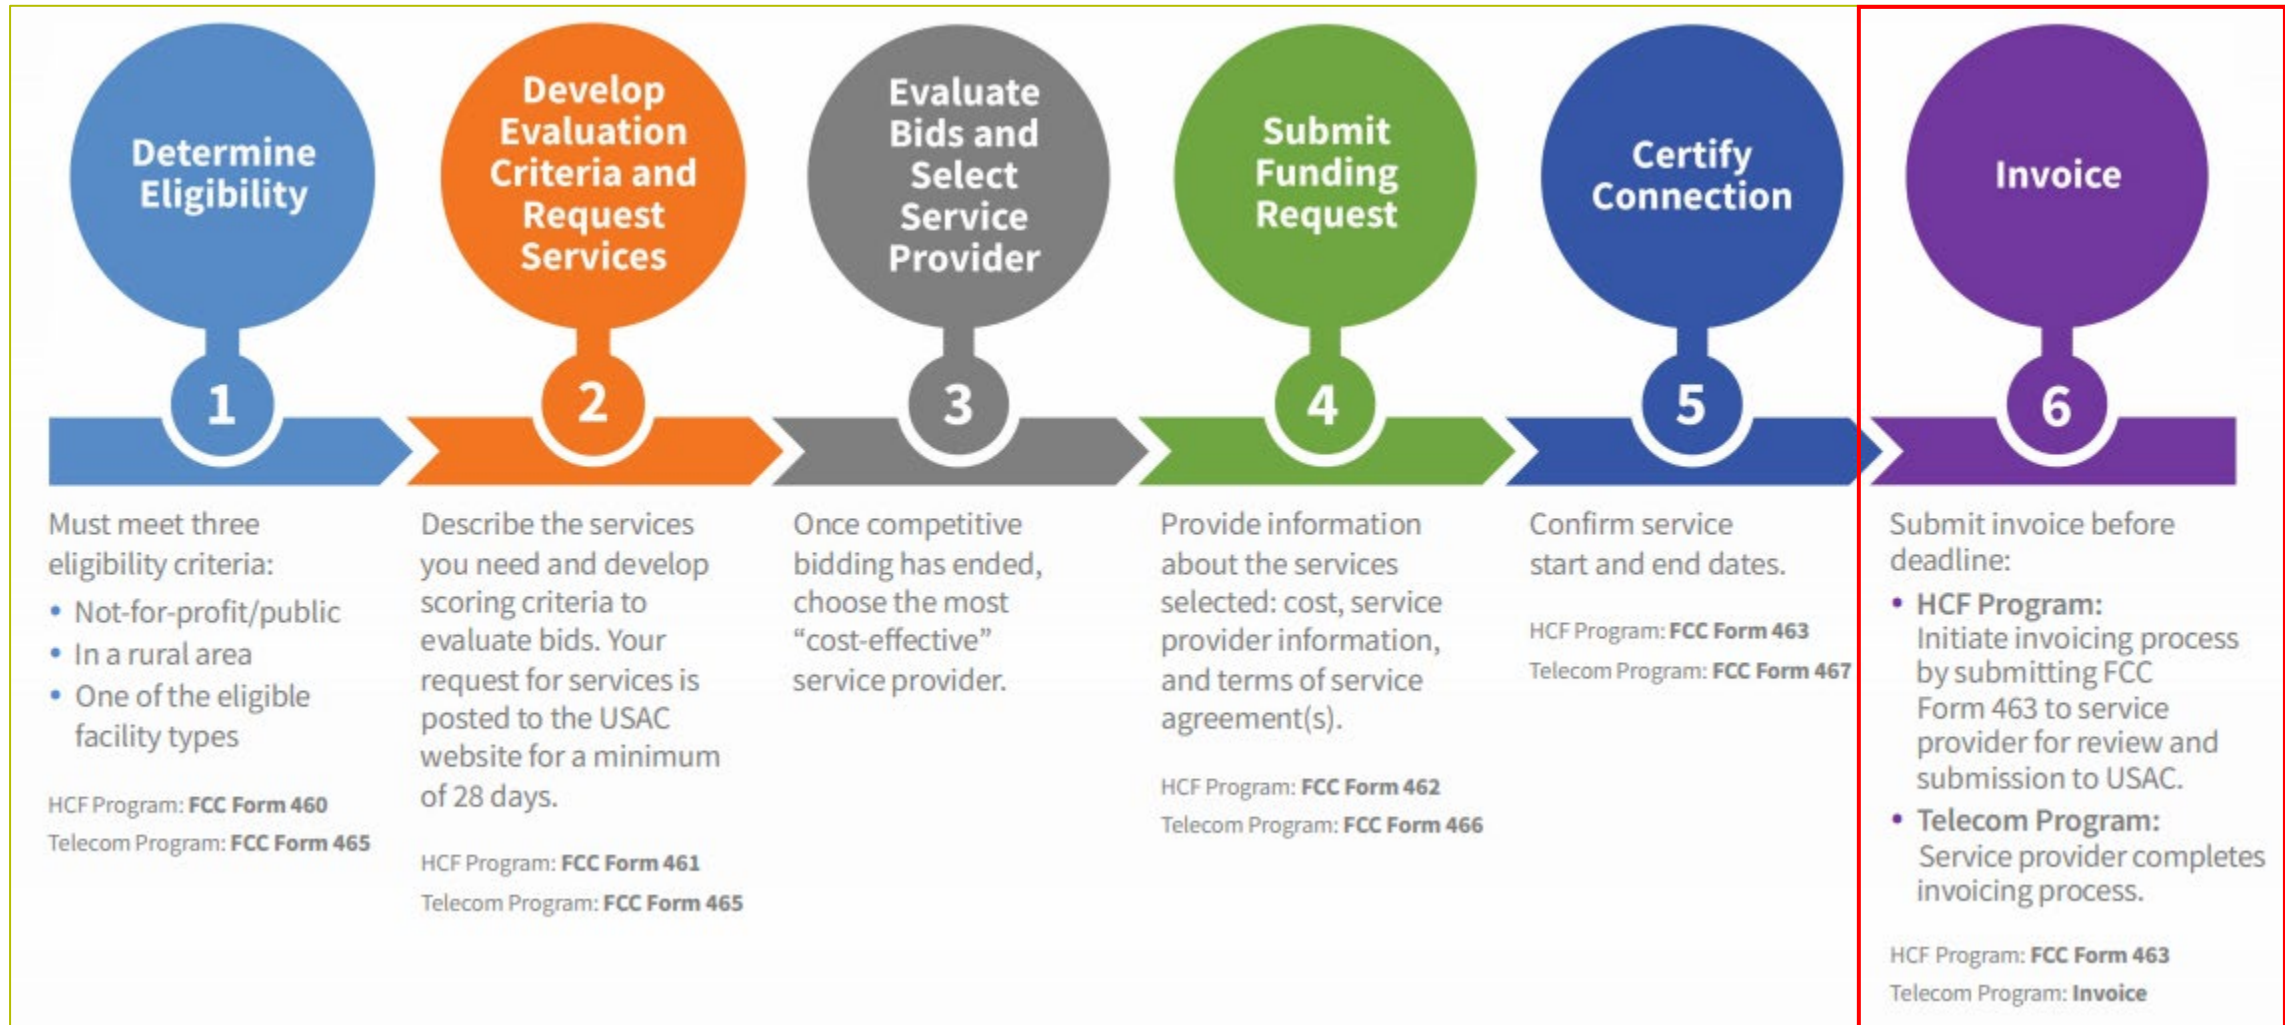 Determine
Eligibility
1
Must meet three
eligibility criteria:
• Not-for-profit/public
• In a rural area
• One of the eligible
facility types
HCF Program: FCC Form 460
Telecom Program: FCC Form 465
Develop
Evaluation
Criteria and
Request
Services
2
Describe the services
you need and develop
scoring criteria to
evaluate bids. Your
request for services is
posted to the USAC
website for a minimum
of 28 days.
HCF Program: FCC Form 461
Telecom Program: FCC Form 465
Evaluate
Bids and
Select
Service
Provider
3
Once competitive
bidding has ended,
choose the most
“cost-effective”
service provider.
Submit
Funding
Request
4
Provide information
about the services
selected: cost, service
provider information,
and terms of service
agreement(s).
HCF Program: FCC Form 462
Telecom Program: FCC Form 466
Certify
Connection
5
Confirm service
start and end dates.
HCF Program: FCC Form 463
Telecom Program: FCC Form 467
Invoice
6
Submit invoice before
deadline:
• HCF Program:
Initiate invoicing process
by submitting FCC
Form 463 to service
provider for review and
submission to USAC.
• Telecom Program:
Service provider completes
invoicing process.
HCF Program: FCC Form 463
Telecom Program: Invoice